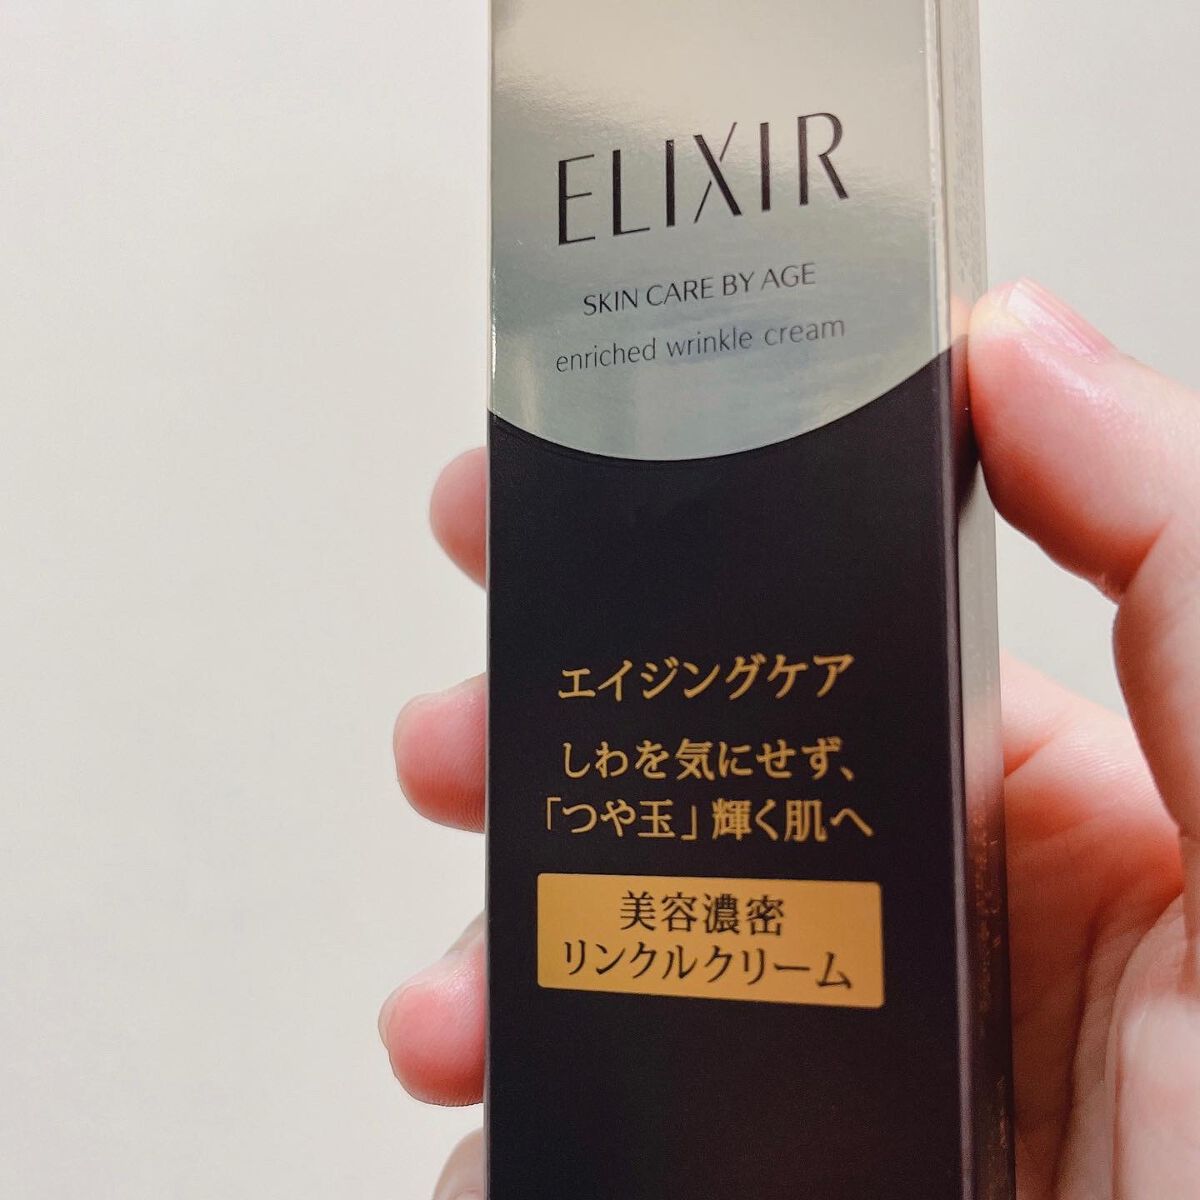 ELIXIR
SKIN CARE BY AGE
enriched wrinkle cream
エイジングケア
しわを気にせず、
「つや玉」輝く肌へ
美容濃密
リンクルクリーム